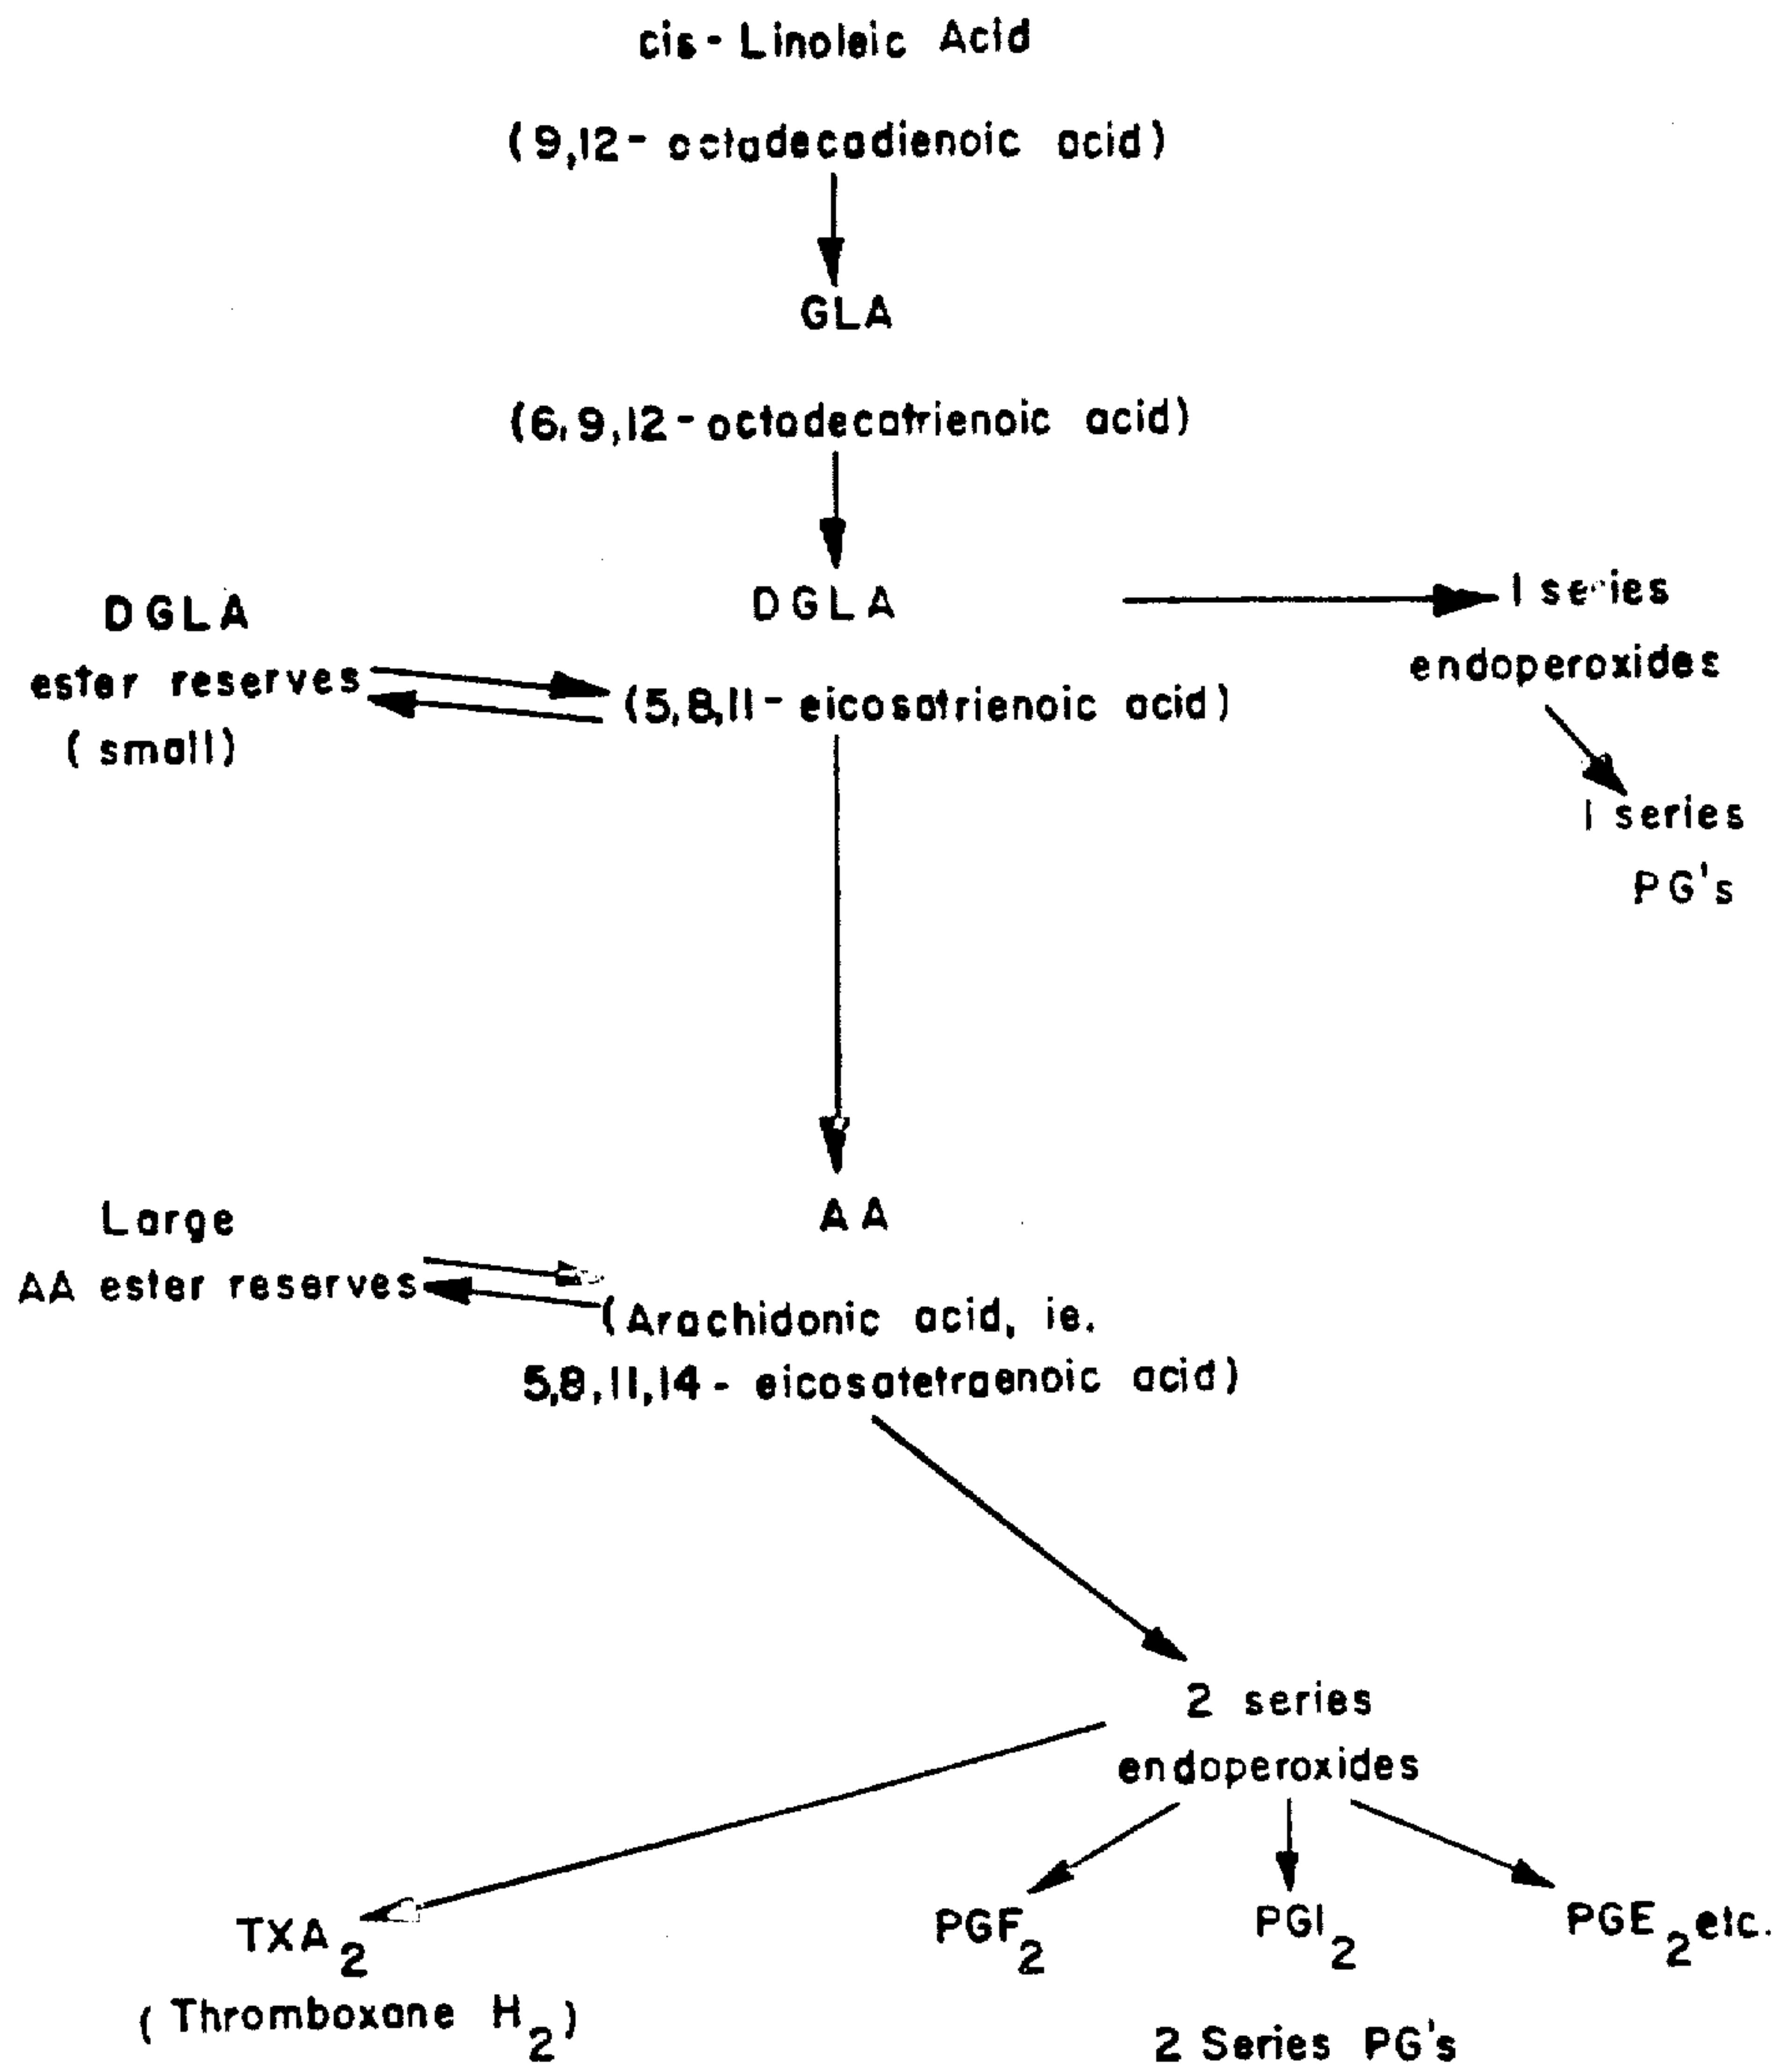 cis - Linoleic Acid
(9,12 - octadecadienoic acid)
GLA
(6,9,12 - octadecatrienoic acid)
DGLA
ester reserves
(small)
DGLA
(5,8,11 - eicosatrienoic acid)
1 series
endoperoxides
1 series
PG's
Large
AA ester reserves
AA
(Arachidonic acid, ie.
5,8,11,14 - eicosatetraenoic acid)
2 series
endoperoxides
TXA2
(Thromboxane H2)
PGF2
PGI2
PGE2 etc.
2 Series PG's